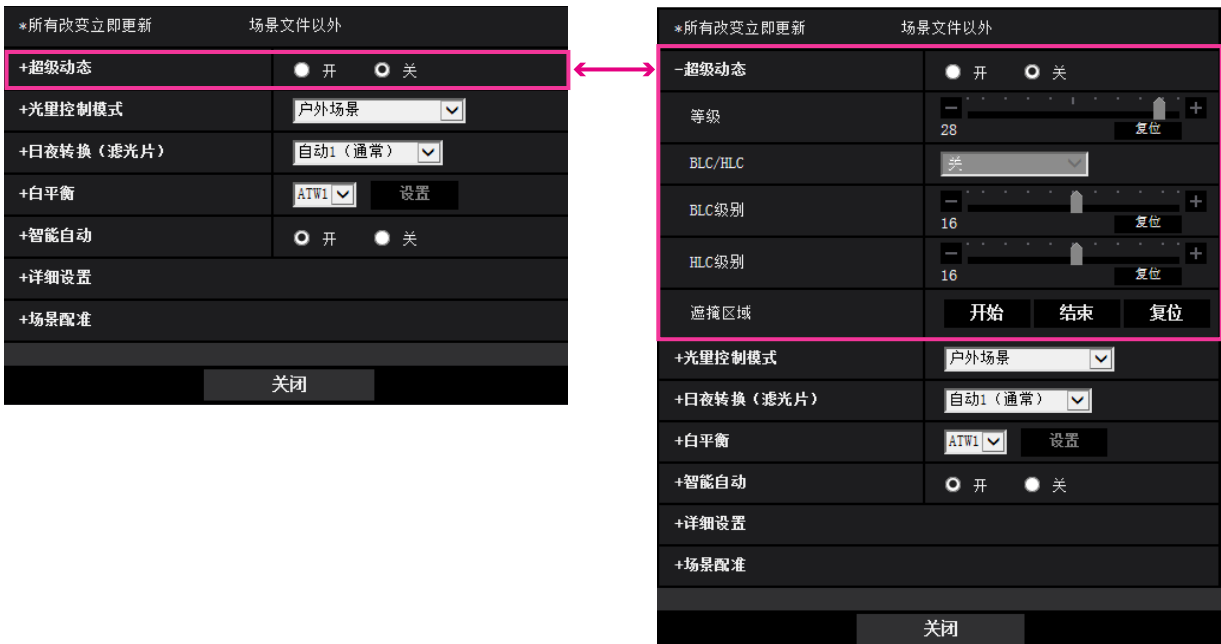 *所有改变立即更新 场景文件以外
+超级动态 开 关
+光里控制模式 户外场景
+日夜转换（滤光片） 自动1（通常）
+白平衡 ATW1 设置
+智能自动 开 关
+详细设置
+场景配准
关闭
*所有改变立即更新 场景文件以外
-超级动态 开 关
等级 - +
28 复位
BLC/HLC 关
BLC级别 - +
16 复位
HLC级别 - +
16 复位
遮掩区域 开始 结束 复位
+光里控制模式 户外场景
+日夜转换（滤光片） 自动1（通常）
+白平衡 ATW1 设置
+智能自动 开 关
+详细设置
+场景配准
关闭